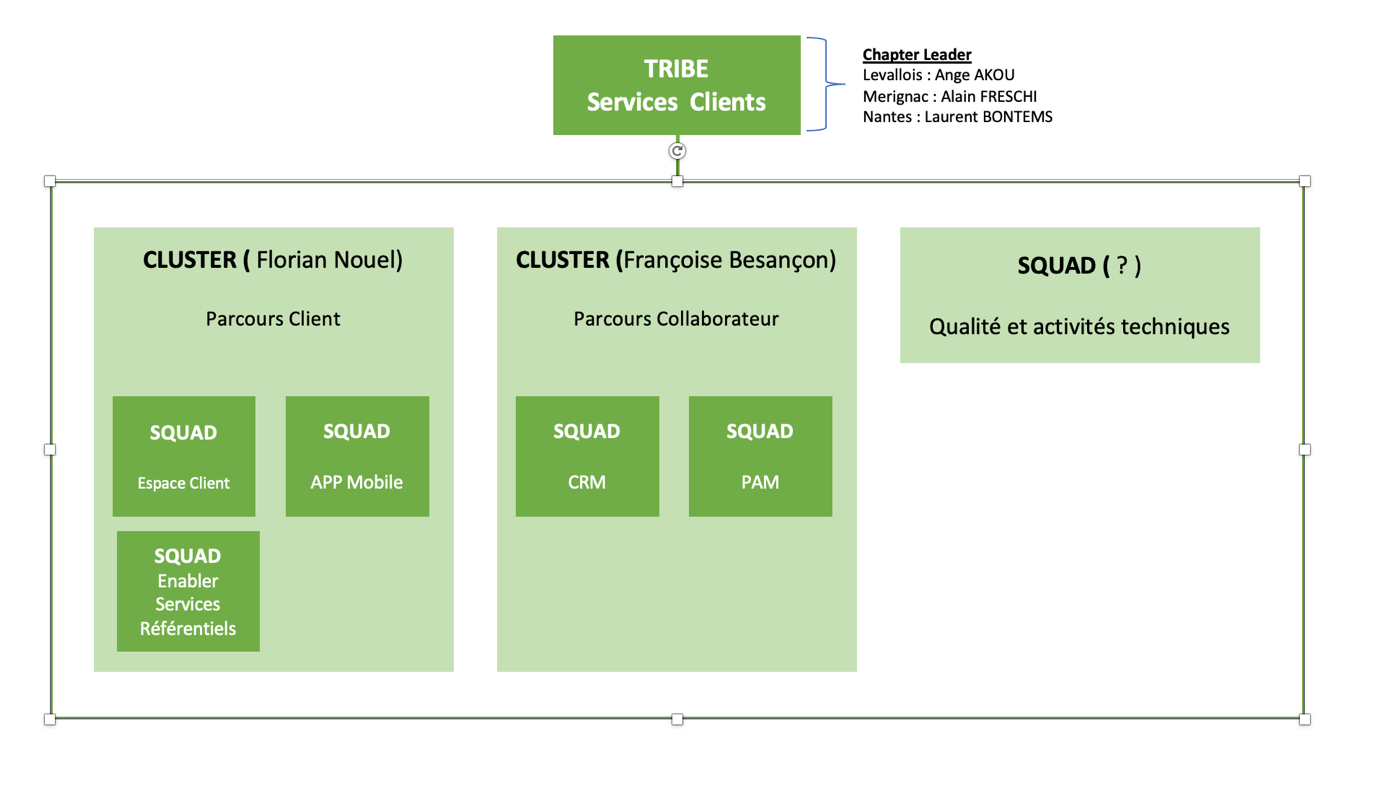 TRIBE
Services Clients
Chapter Leader
Levallois : Ange AKOU
Merignac : Alain FRESCHI
Nantes : Laurent BONTEMS
CLUSTER ( Florian Nouel)
Parcours Client
SQUAD
Espace Client
SQUAD
APP Mobile
SQUAD
Enabler
Services
Référentiels
CLUSTER (Françoise Besançon)
Parcours Collaborateur
SQUAD
CRM
SQUAD
PAM
SQUAD ( ? )
Qualité et activités techniques